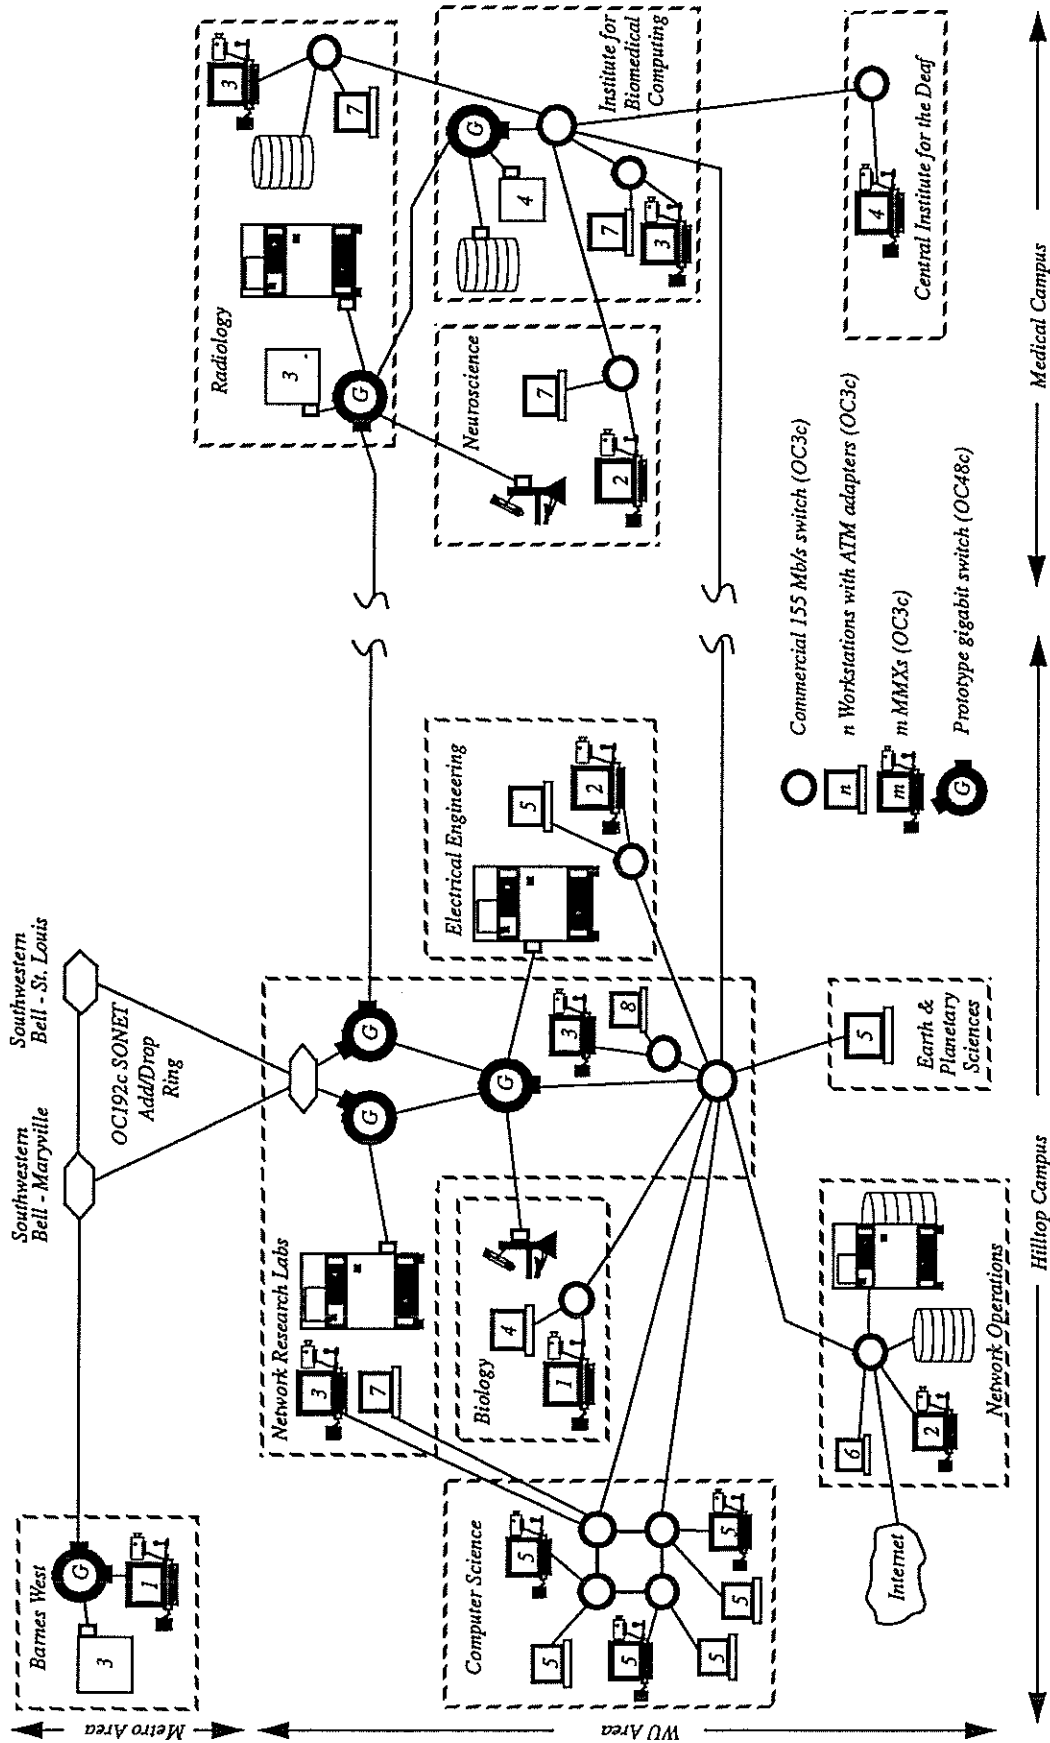 Metro Area
WU Area
Barnes West
G
3
1
Southwestern
Bell - Maryville
Southwestern
Bell - St. Louis
OC192c SONET
Add/Drop
Ring
Network Research Labs
3
7
G
G
G
3
8
Computer Science
5
5
5
5
5
5
Biology
4
1
Electrical Engineering
5
2
Internet
Network Operations
6
2
Earth &
Planetary
Sciences
5
Radiology
3
G
3
7
Neuroscience
7
2
Institute for
Biomedical
Computing
G
4
7
3
Central Institute for the Deaf
4
Commercial 155 Mb/s switch (OC3c)
n
n Workstations with ATM adapters (OC3c)
m
m MMXs (OC3c)
G
Prototype gigabit switch (OC48c)
Hilltop Campus
Medical Campus